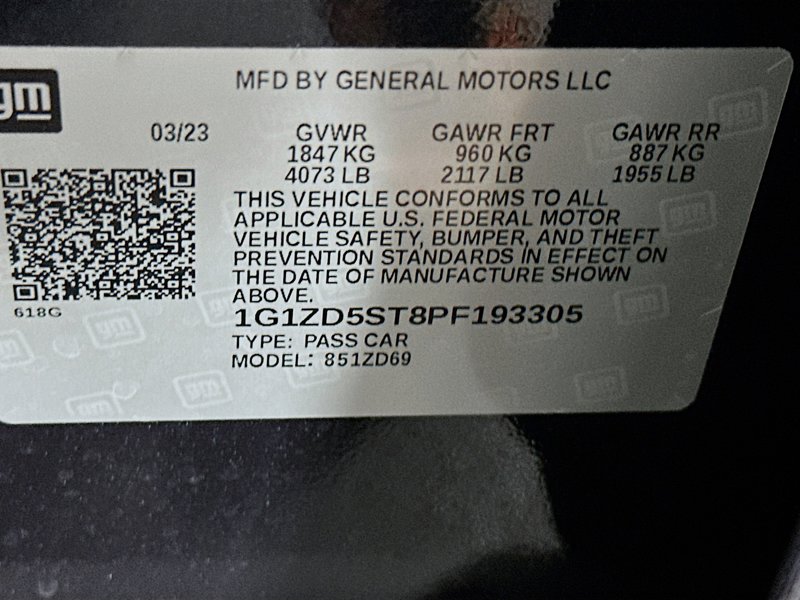 gm
MFD BY GENERAL MOTORS LLC
03/23 GVWR GAWR FRT GAWR RR
1847 KG 960 KG 887 KG
4073 LB 2117 LB 1955 LB
THIS VEHICLE CONFORMS TO ALL
APPLICABLE U.S. FEDERAL MOTOR
VEHICLE SAFETY, BUMPER, AND THEFT
PREVENTION STANDARDS IN EFFECT ON
THE DATE OF MANUFACTURE SHOWN
ABOVE.
618G
1G1ZD5ST8PF193305
TYPE: PASS CAR
MODEL: 851ZD69